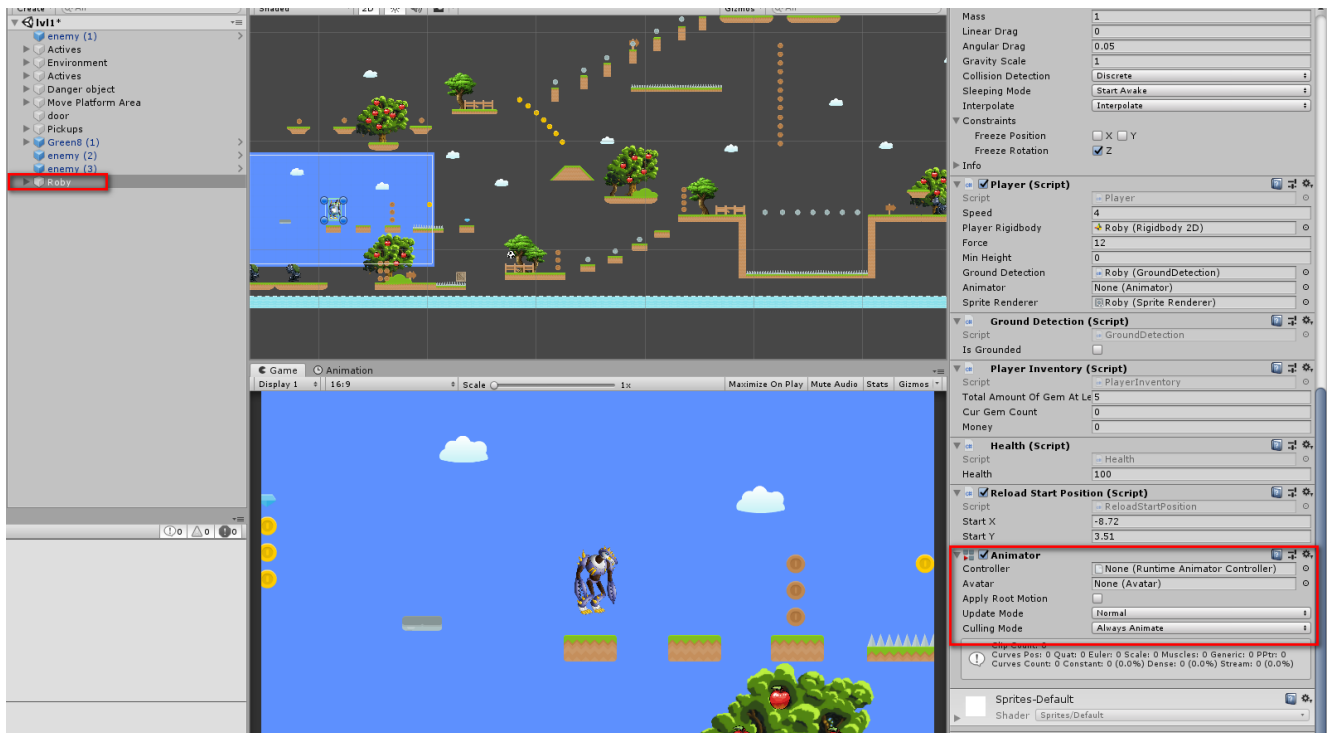 Create
All
lvl1*
enemy (1)
Actives
Environment
Actives
Danger object
Move Platform Area
door
Pickups
Green8 (1)
enemy (2)
enemy (3)
Roby
0
0
0
Shaded
2D
Gizmos
All
Game
Animation
Display 1
16:9
Scale
1x
Maximize On Play
Mute Audio
Stats
Gizmos
Mass 1
Linear Drag 0
Angular Drag 0.05
Gravity Scale 1
Collision Detection Discrete
Sleeping Mode Start Awake
Interpolate Interpolate
Constraints
Freeze Position X Y
Freeze Rotation Z
Info
Player (Script)
Script Player
Speed 4
Player Rigidbody Roby (Rigidbody 2D)
Force 12
Min Height 0
Ground Detection Roby (GroundDetection)
Animator None (Animator)
Sprite Renderer Roby (Sprite Renderer)
Ground Detection (Script)
Script GroundDetection
Is Grounded
Player Inventory (Script)
Script PlayerInventory
Total Amount Of Gem At Le 5
Cur Gem Count 0
Money 0
Health (Script)
Script Health
Health 100
Reload Start Position (Script)
Script ReloadStartPosition
Start X -8.72
Start Y 3.51
Animator
Controller None (Runtime Animator Controller)
Avatar None (Avatar)
Apply Root Motion
Update Mode Normal
Culling Mode Always Animate
Clip Count: 0
Curves Pos: 0 Quat: 0 Euler: 0 Scale: 0 Muscles: 0 Generic: 0 PPtr: 0
Curves Count: 0 Constant: 0 (0.0%) Dense: 0 (0.0%) Stream: 0 (0.0%)
Sprites-Default
Shader Sprites/Default